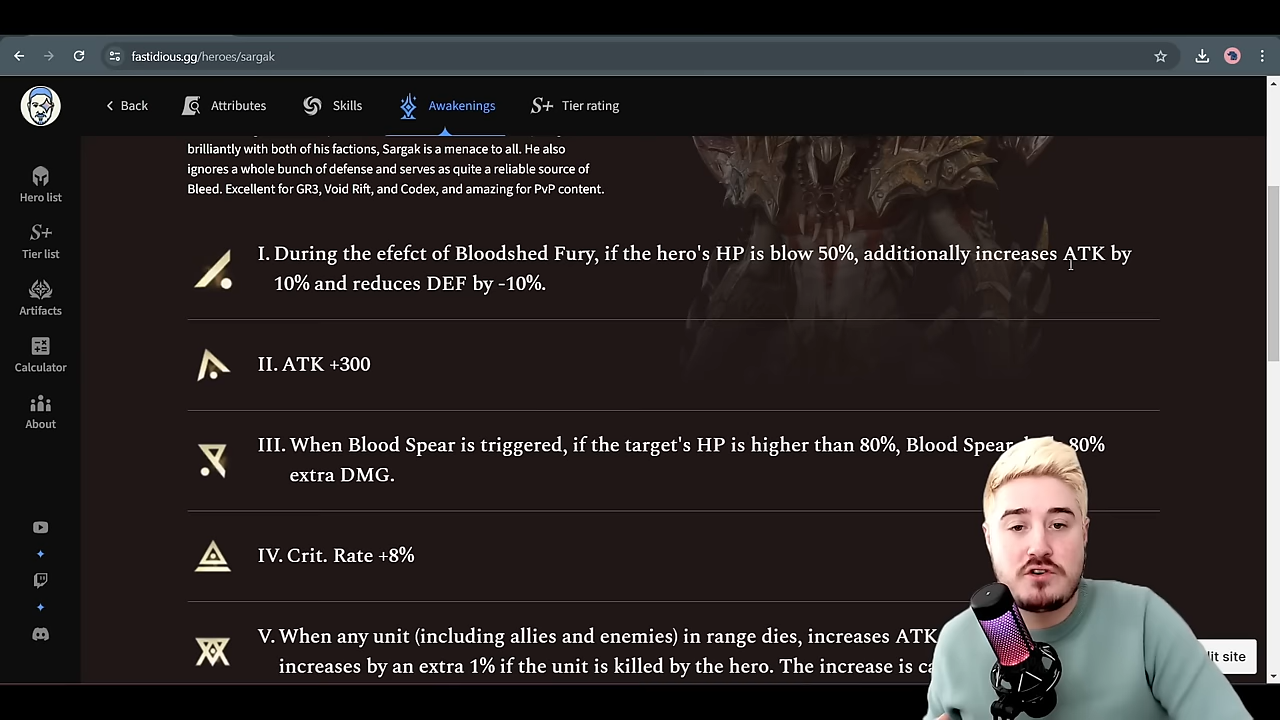 fastidious.gg/heroes/sargak
Back
Attributes
Skills
Awakenings
S+ Tier rating
brilliantly with both of his factions, Sargak is a menace to all. He also
ignores a whole bunch of defense and serves as quite a reliable source of
Bleed. Excellent for GR3, Void Rift, and Codex, and amazing for PvP content.
Hero list
S+
Tier list
Artifacts
Calculator
About
I. During the efefct of Bloodshed Fury, if the hero's HP is blow 50%, additionally increases ATK by
10% and reduces DEF by -10%.
II. ATK +300
III. When Blood Spear is triggered, if the target's HP is higher than 80%, Blood Spear 80%
extra DMG.
IV. Crit. Rate +8%
V. When any unit (including allies and enemies) in range dies, increases ATK
increases by an extra 1% if the unit is killed by the hero. The increase is
site